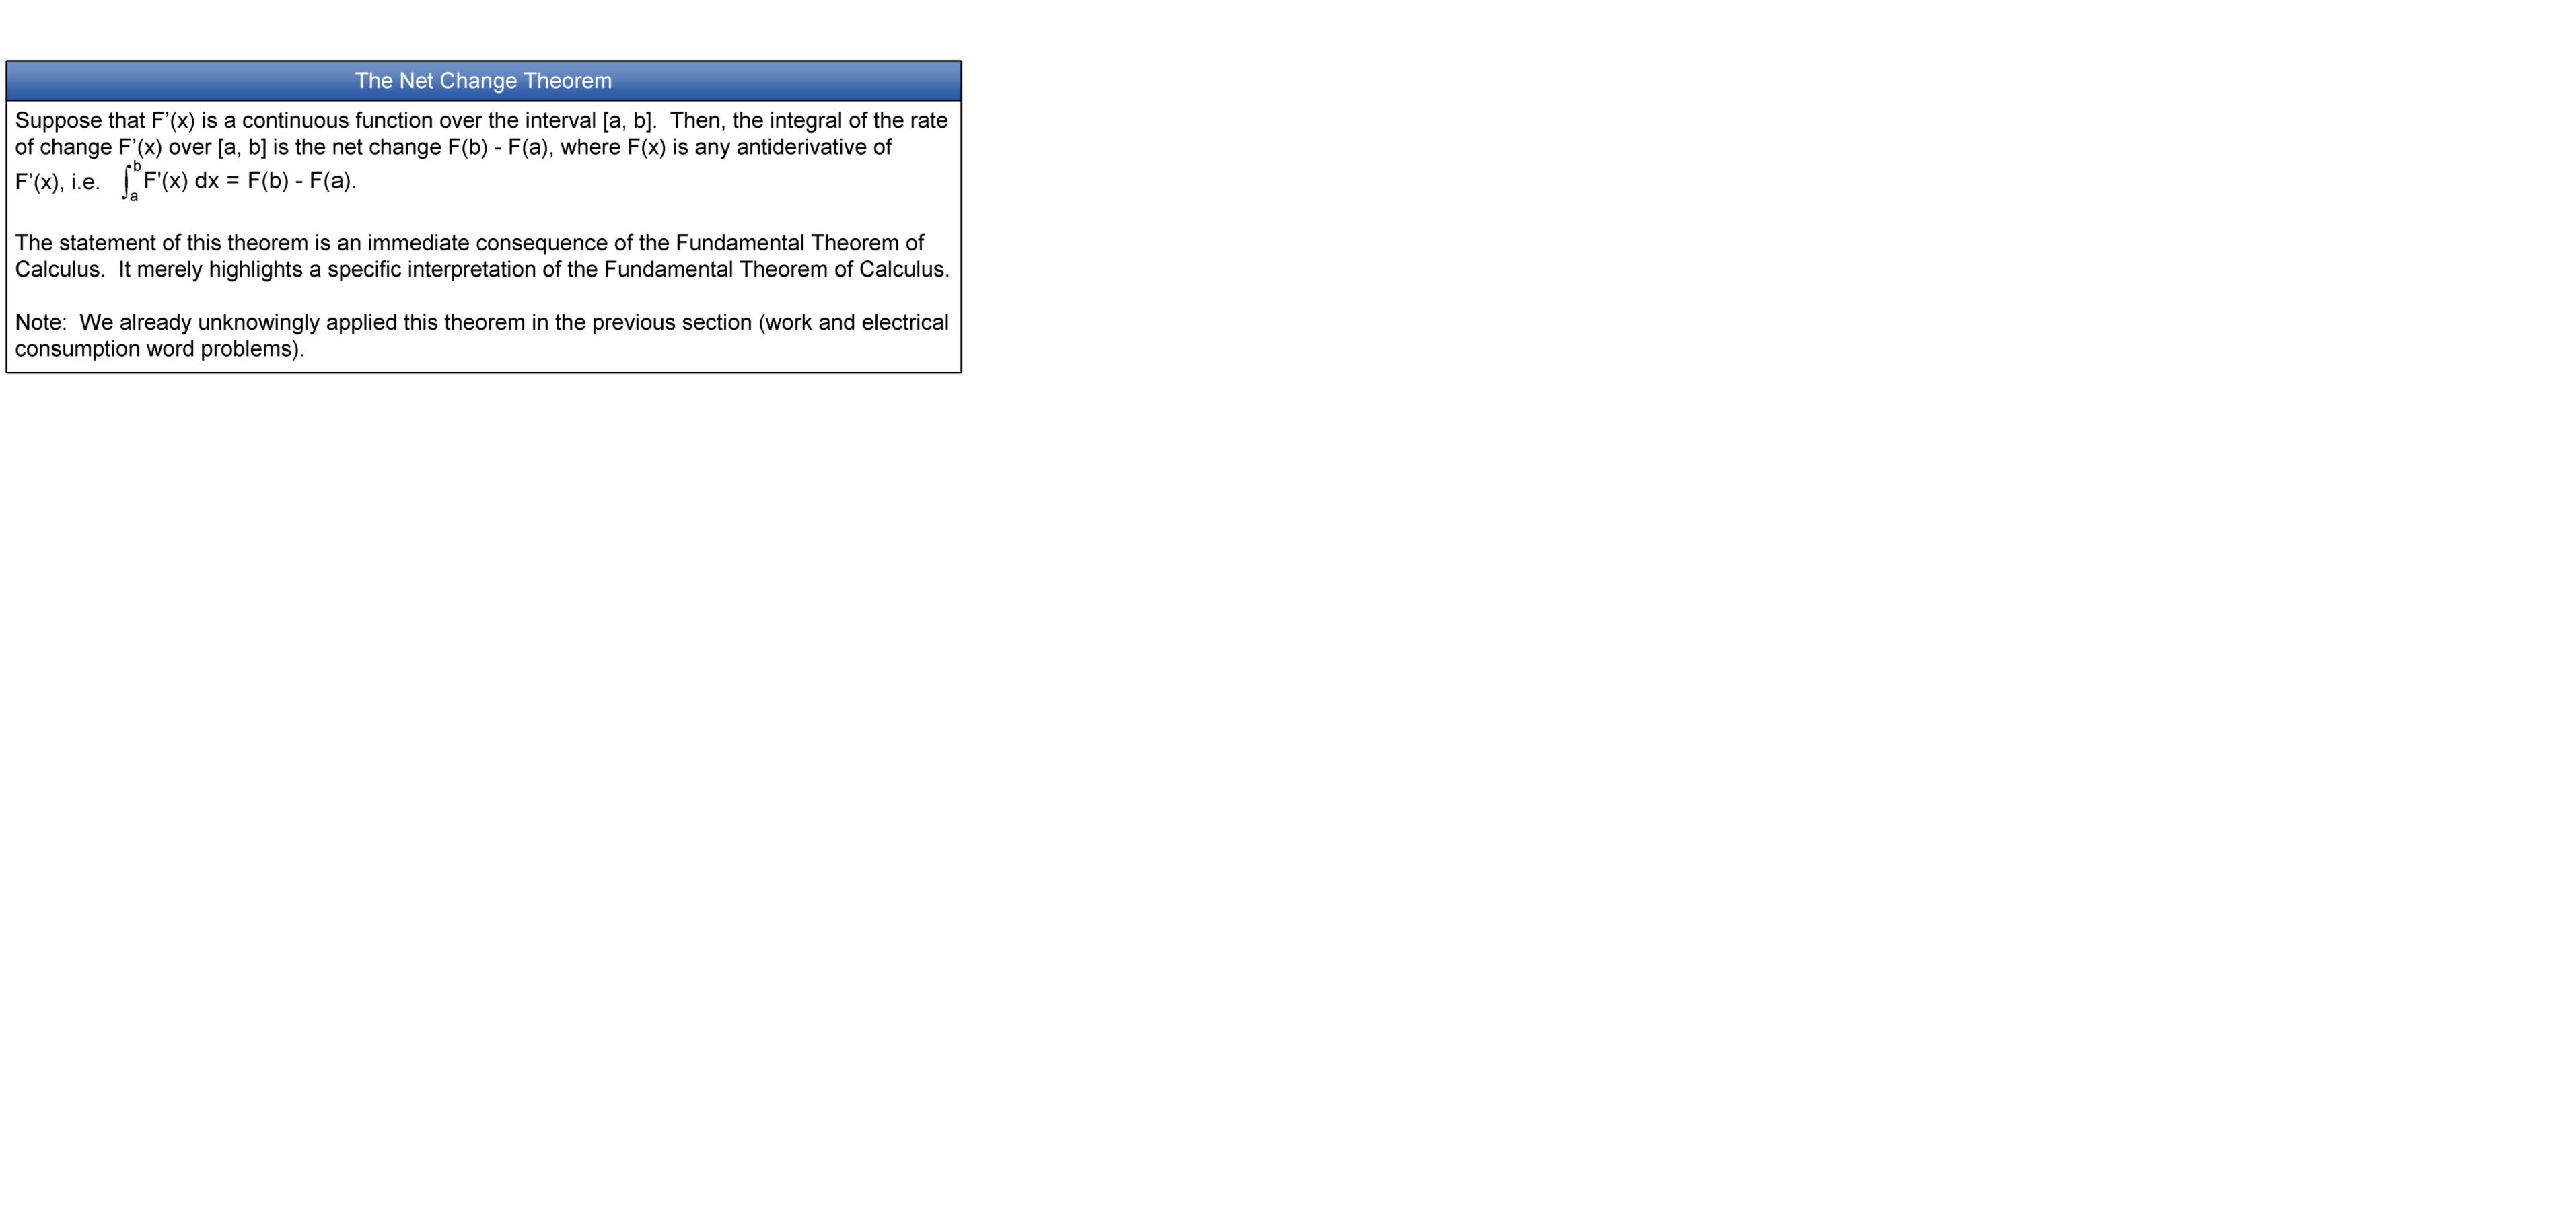 The Net Change Theorem
Suppose that F’(x) is a continuous function over the interval [a, b].  Then, the integral of the rate
of change F’(x) over [a, b] is the net change F(b) - F(a), where F(x) is any antiderivative of
F’(x), i.e.   ∫_a^b F'(x) dx = F(b) - F(a).
The statement of this theorem is an immediate consequence of the Fundamental Theorem of
Calculus.  It merely highlights a specific interpretation of the Fundamental Theorem of Calculus.
Note:  We already unknowingly applied this theorem in the previous section (work and electrical
consumption word problems).